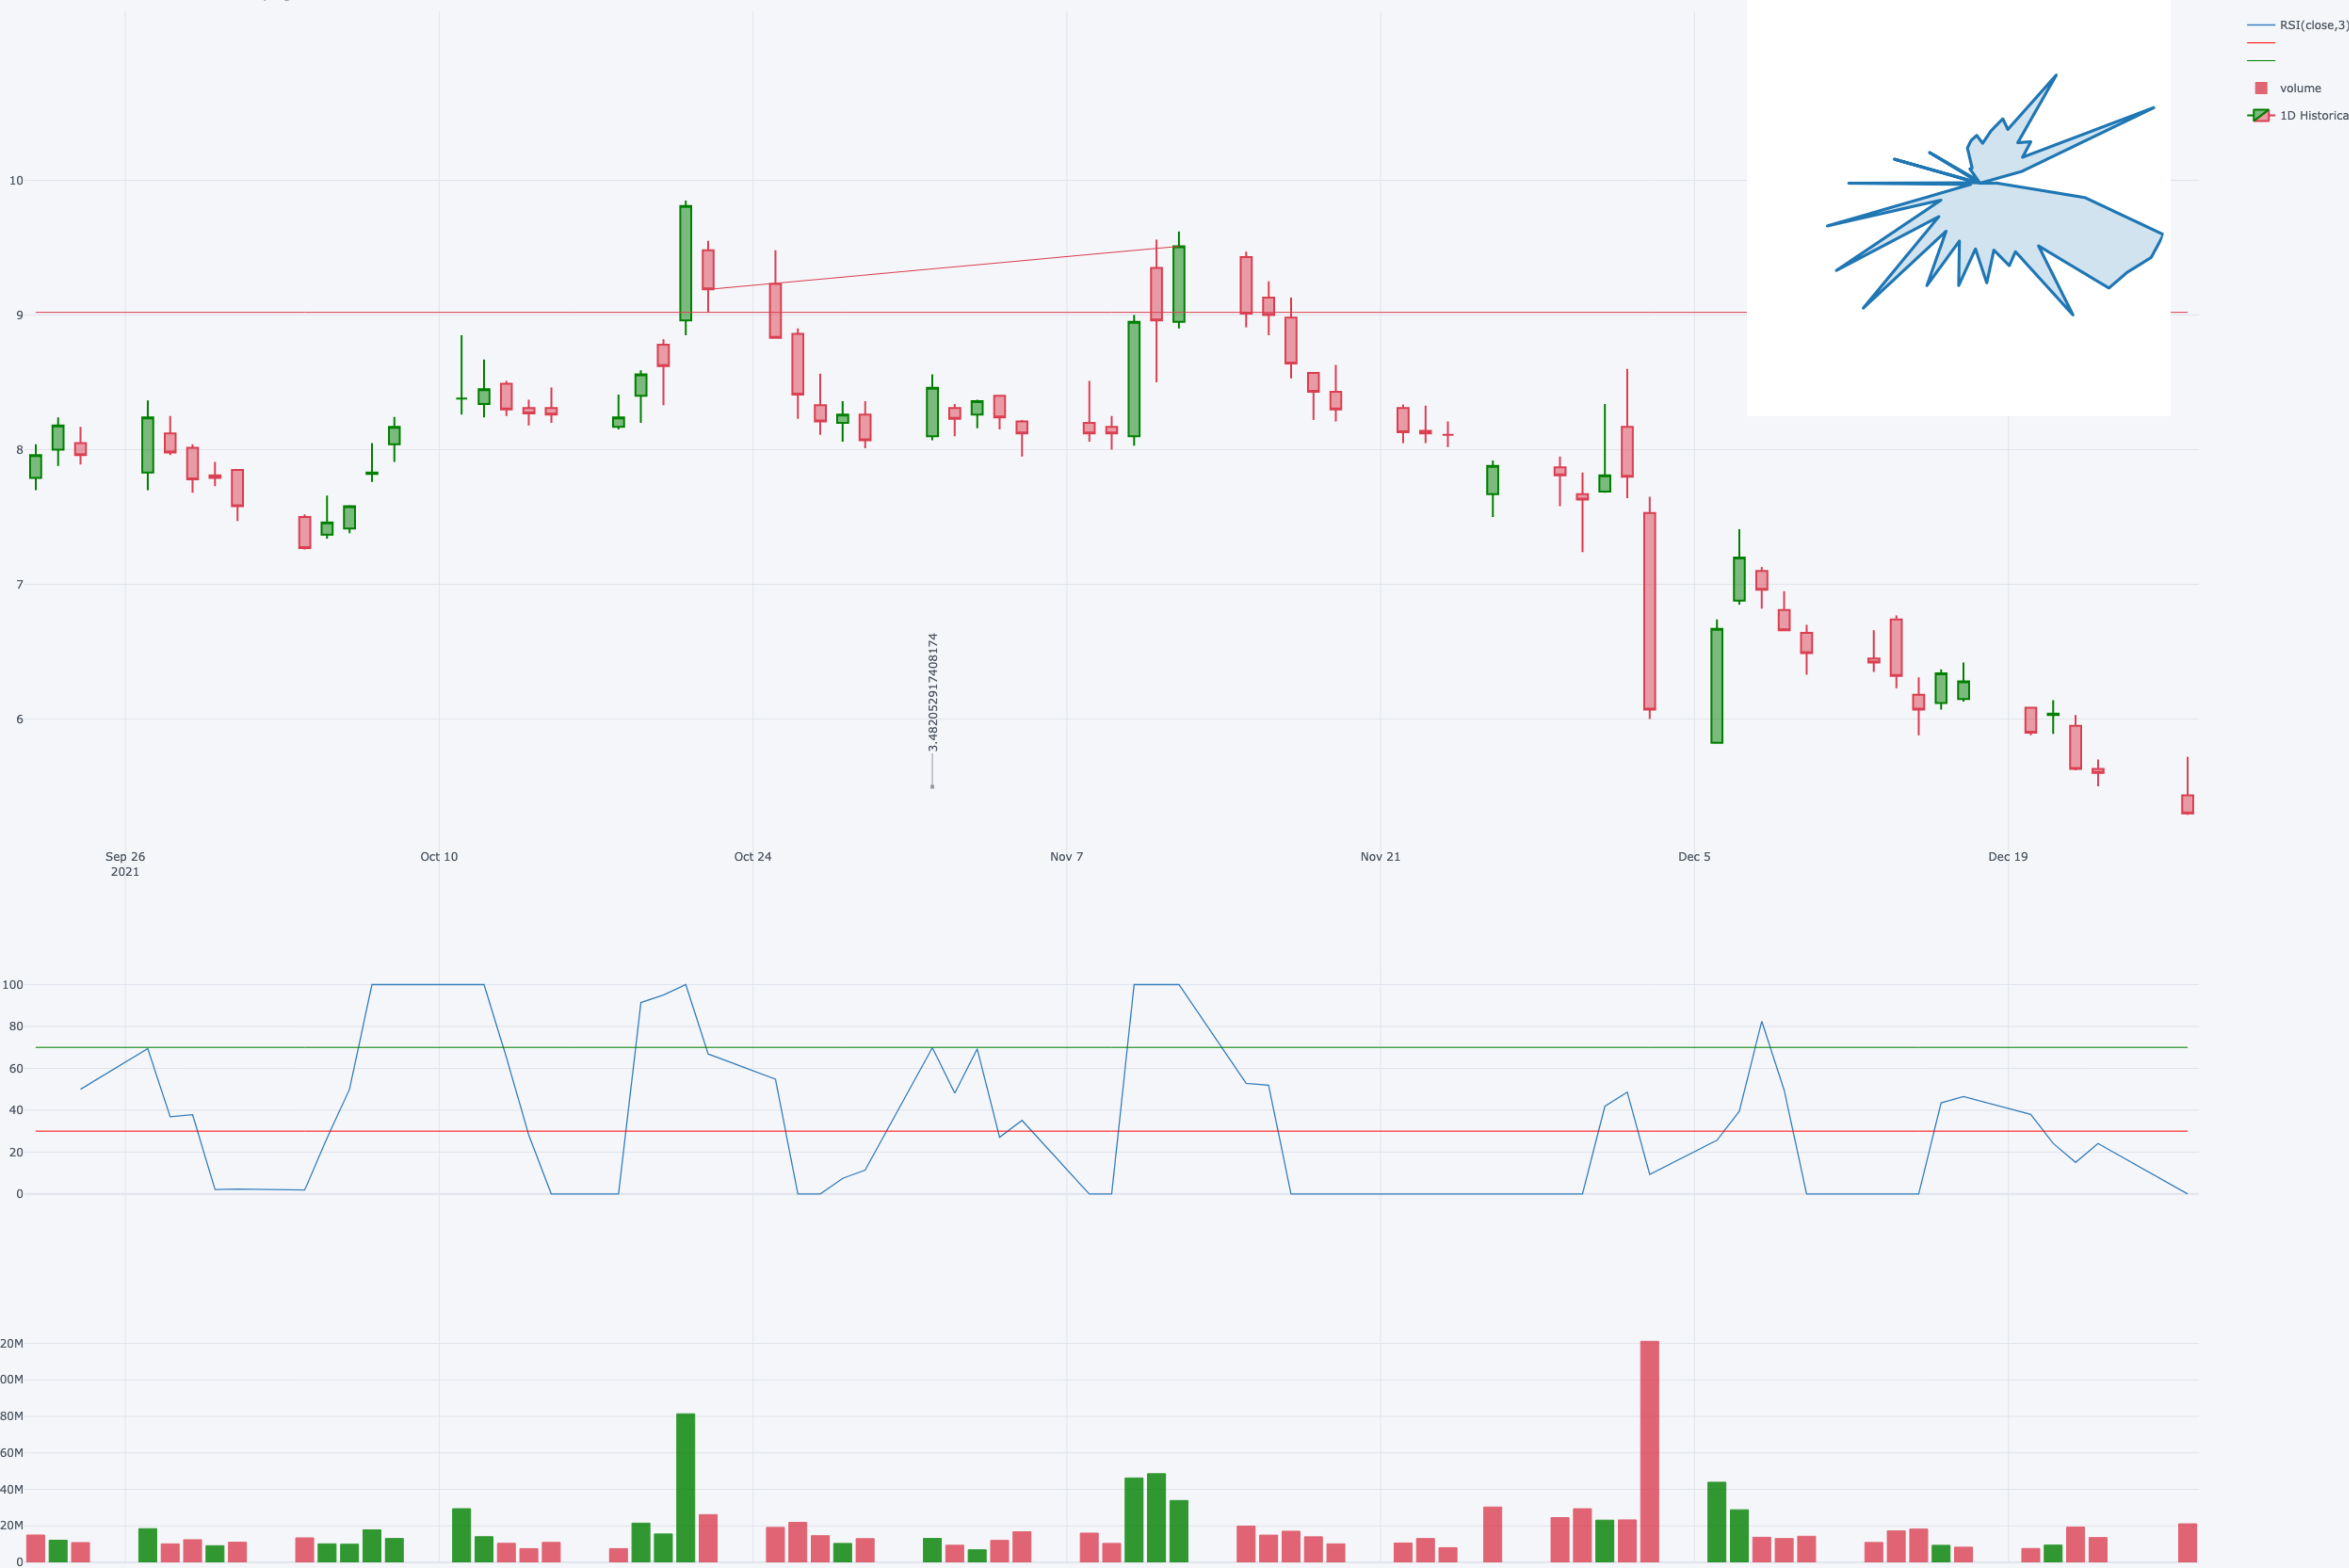 RSI(close,3)
volume
1D Historica
10
9
8
7
6
3.4820529174081​74
Sep 26
2021
Oct 10
Oct 24
Nov 7
Nov 21
Dec 5
Dec 19
100
80
60
40
20
0
20M
00M
80M
60M
40M
20M
0